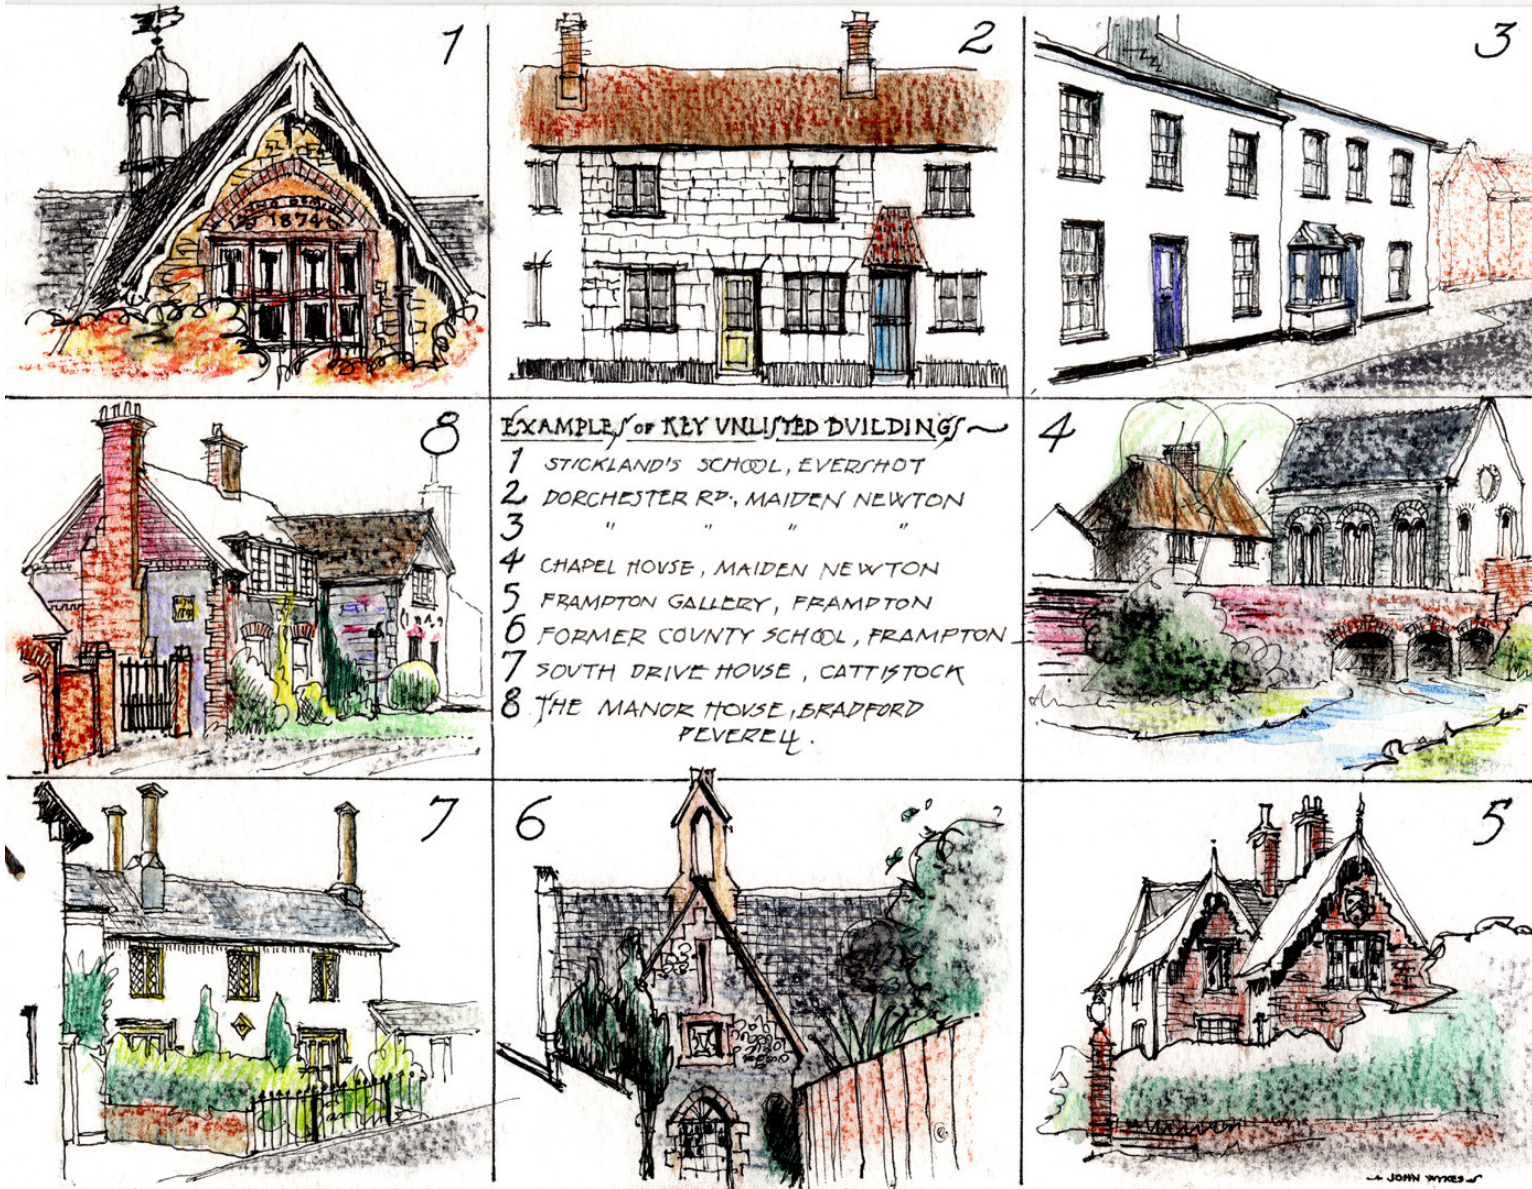 1
2
3
ANNO DOMINI
1874
8
EXAMPLES OF KEY UNLISTED BUILDINGS
1 STICKLAND'S SCHOOL, EVERSHOT
2 DORCHESTER RD., MAIDEN NEWTON
3 " " " "
4 CHAPEL HOUSE, MAIDEN NEWTON
5 FRAMPTON GALLERY, FRAMPTON
6 FORMER COUNTY SCHOOL, FRAMPTON
7 SOUTH DRIVE HOUSE, CATTISTOCK
8 THE MANOR HOUSE, BRADFORD
PEVERELL.
4
7
6
5
JOHN WYKES